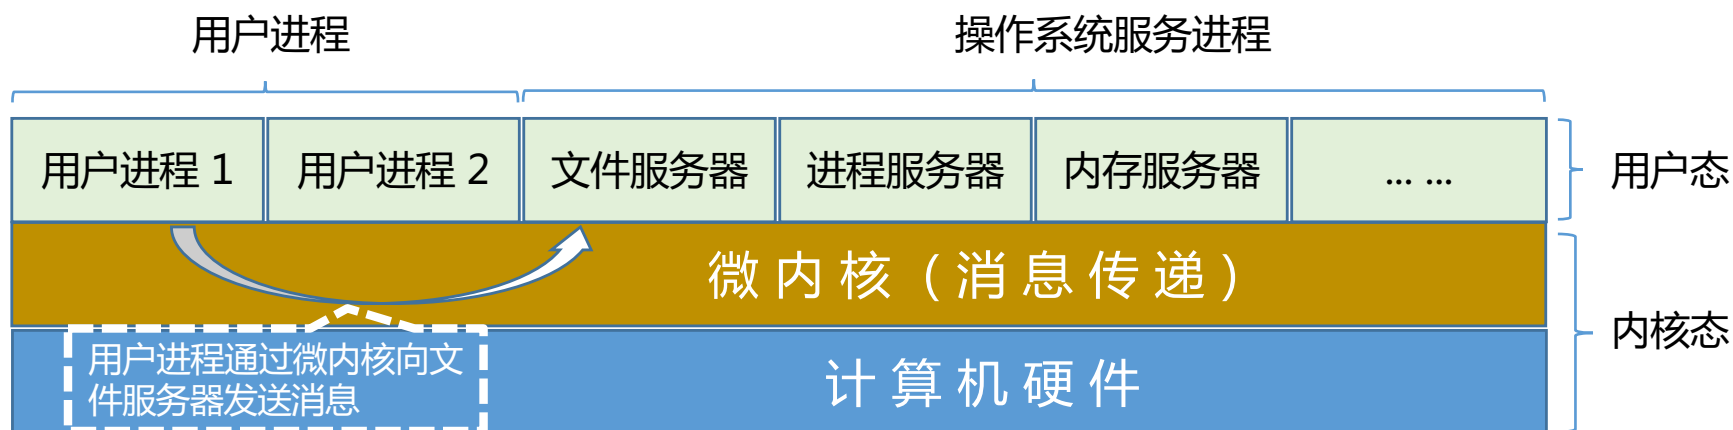 用户进程
操作系统服务进程
用户进程 1
用户进程 2
文件服务器
进程服务器
内存服务器
... ...
用户态
微内核（消息传递）
内核态
用户进程通过微内核向文
件服务器发送消息
计算机硬件